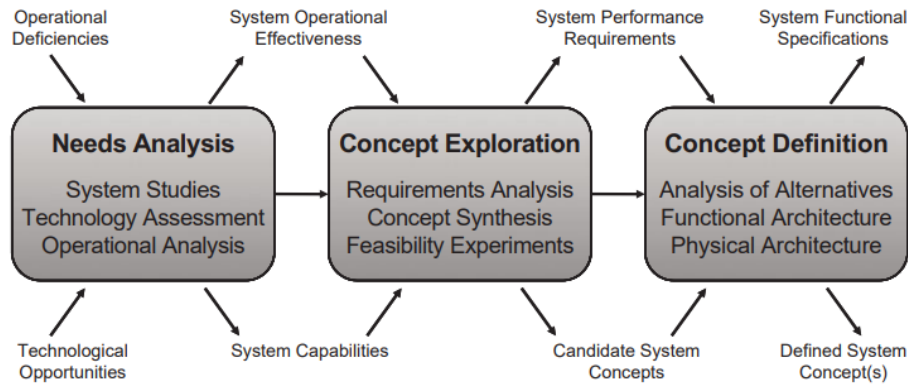 Operational
Deficiencies
System Operational
Effectiveness
System Performance
Requirements
System Functional
Specifications
Needs Analysis
System Studies
Technology Assessment
Operational Analysis
Concept Exploration
Requirements Analysis
Concept Synthesis
Feasibility Experiments
Concept Definition
Analysis of Alternatives
Functional Architecture
Physical Architecture
Technological
Opportunities
System Capabilities
Candidate System
Concepts
Defined System
Concept(s)